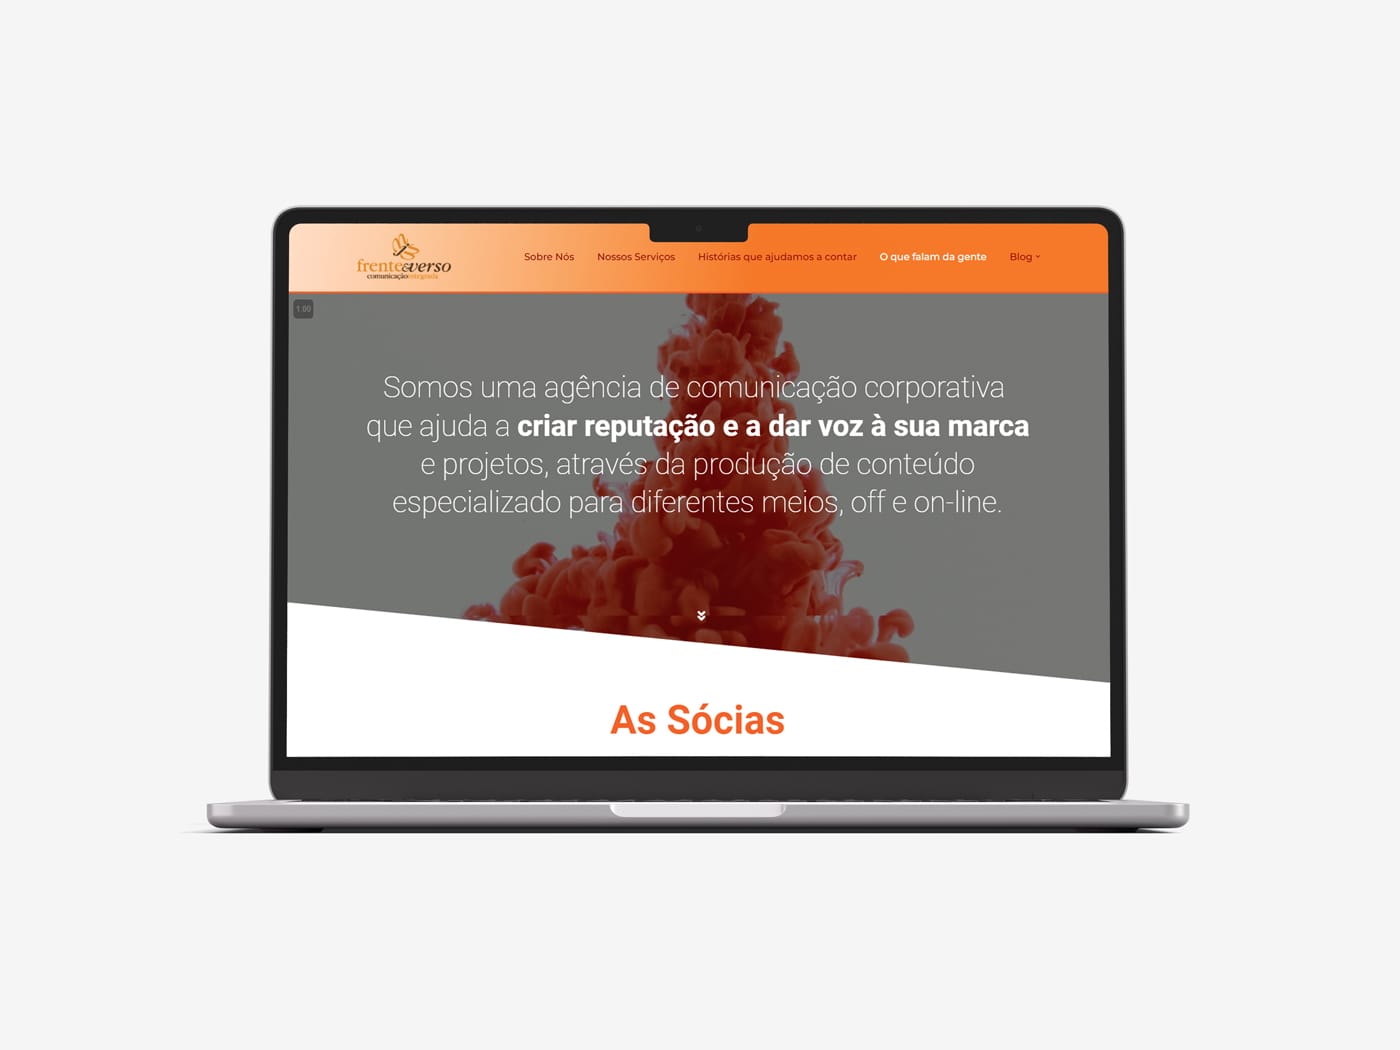 frente&verso
comunicaçãointegrada
Sobre Nós
Nossos Serviços
Histórias que ajudamos a contar
O que falam da gente
Blog
1.00
Somos uma agência de comunicação corporativa
que ajuda a criar reputação e a dar voz à sua marca
e projetos, através da produção de conteúdo
especializado para diferentes meios, off e on-line.
As Sócias